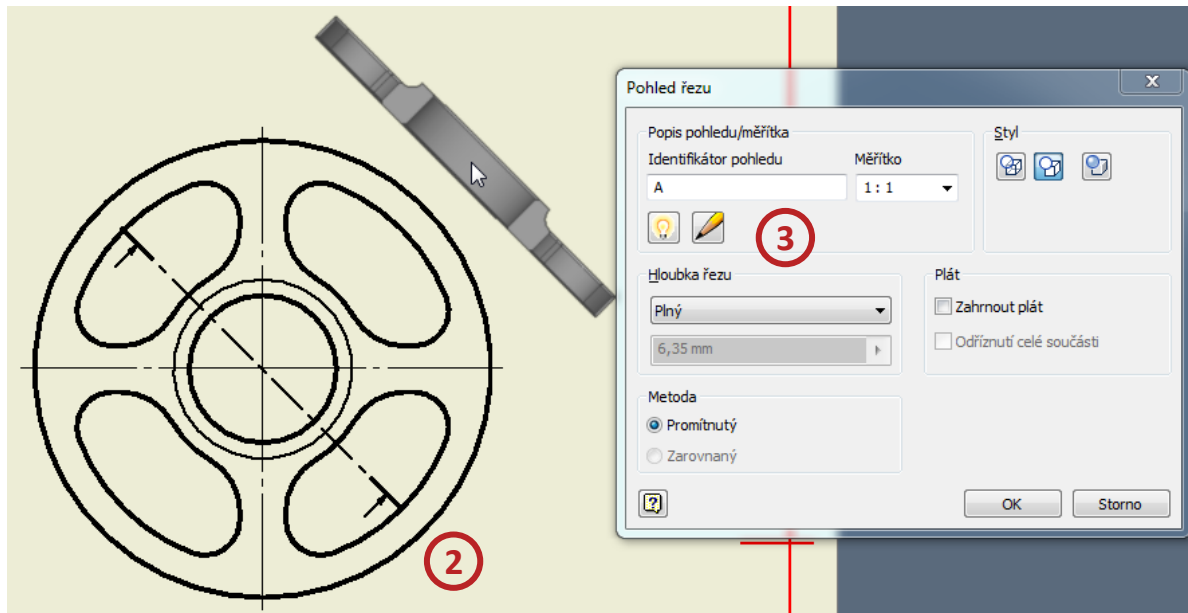 Pohled řezu
Popis pohledu/měřítka
Identifikátor pohledu
Měřítko
A
1 : 1
3
Styl
Hloubka řezu
Plný
6,35 mm
Plát
Zahrnout plát
Odříznutí celé součásti
Metoda
Promítnutý
Zarovnaný
?
OK
Storno
2